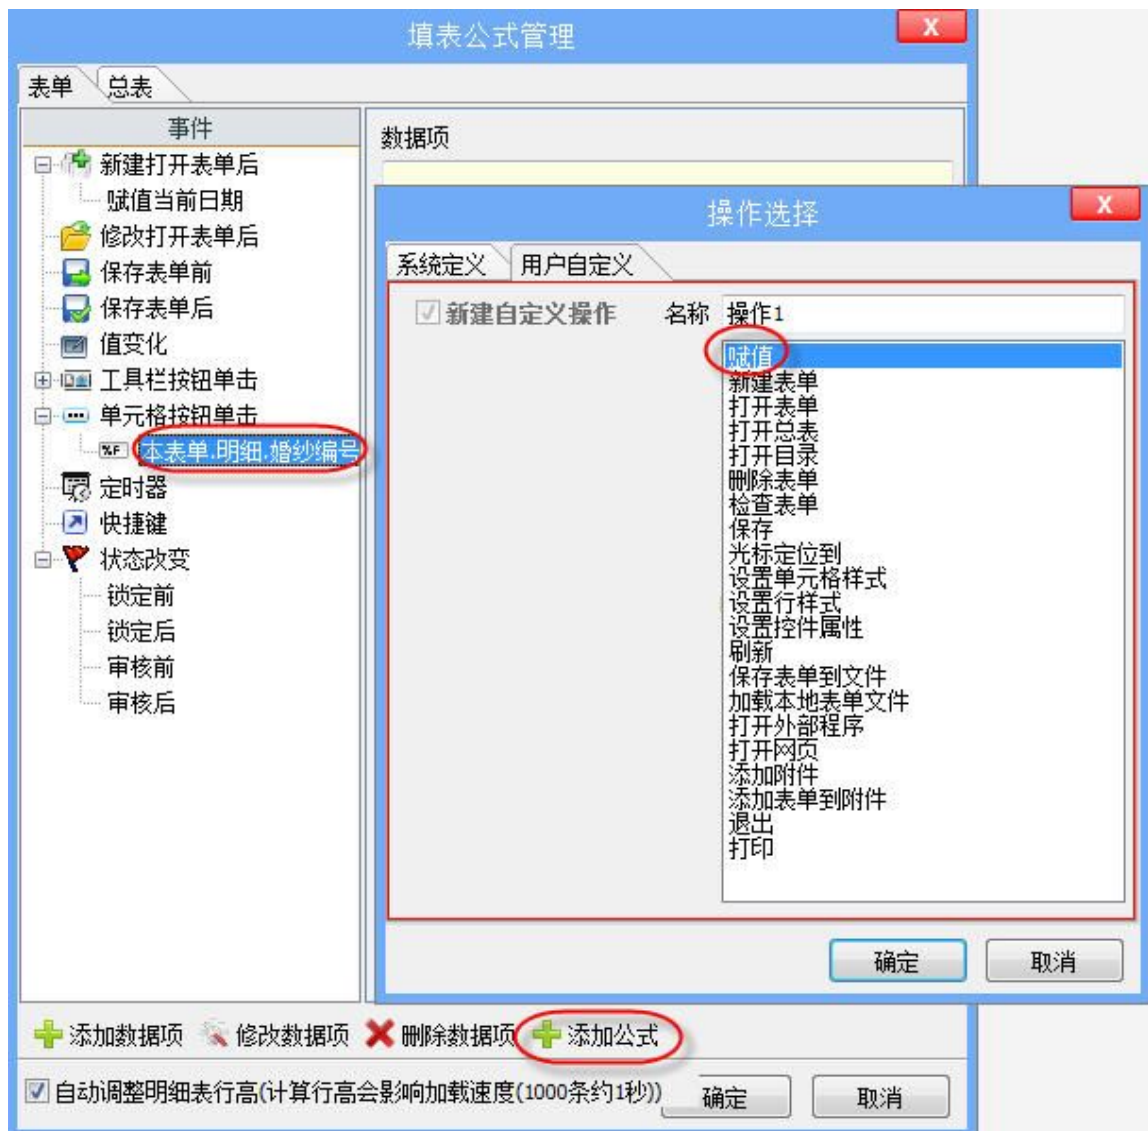 填表公式管理
X
表单
总表
事件
新建打开表单后
赋值当前日期
修改打开表单后
保存表单前
保存表单后
值变化
工具栏按钮单击
单元格按钮单击
%F 本表单.明细.婚纱编号
定时器
快捷键
状态改变
锁定前
锁定后
审核前
审核后
数据项
操作选择
X
系统定义
用户自定义
新建自定义操作
名称
操作1
赋值
新建表单
打开表单
打开总表
打开目录
删除表单
检查表单
保存
光标定位到
设置单元格样式
设置行样式
设置控件属性
刷新
保存表单到文件
加载本地表单文件
打开外部程序
打开网页
添加附件
添加表单到附件
退出
打印
确定
取消
添加数据项
修改数据项
删除数据项
添加公式
自动调整明细表行高(计算行高会影响加载速度(1000条约1秒))
确定
取消